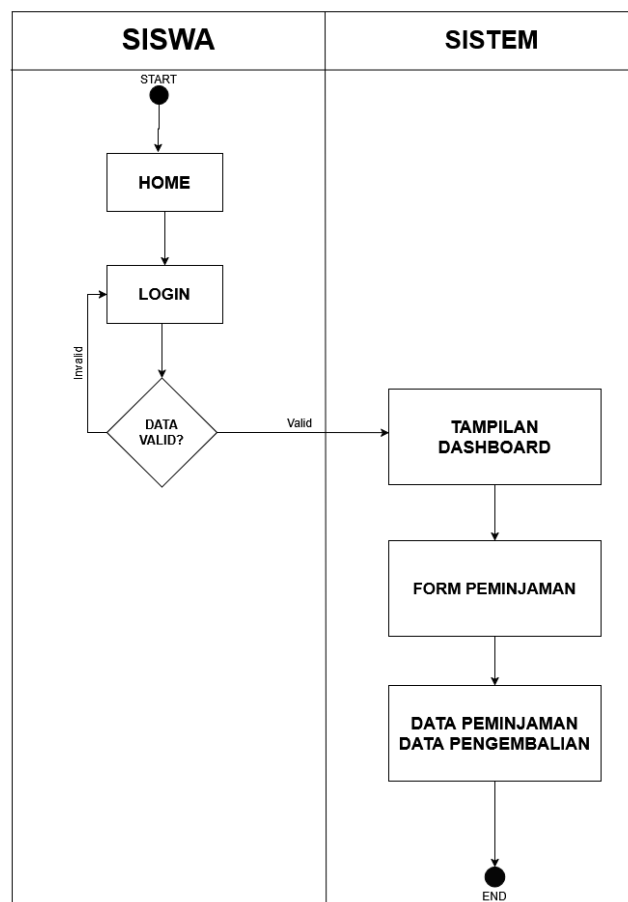 SISWA
SISTEM
START
HOME
LOGIN
Invalid
DATA
VALID?
Valid
TAMPILAN
DASHBOARD
FORM PEMINJAMAN
DATA PEMINJAMAN
DATA PENGEMBALIAN
END